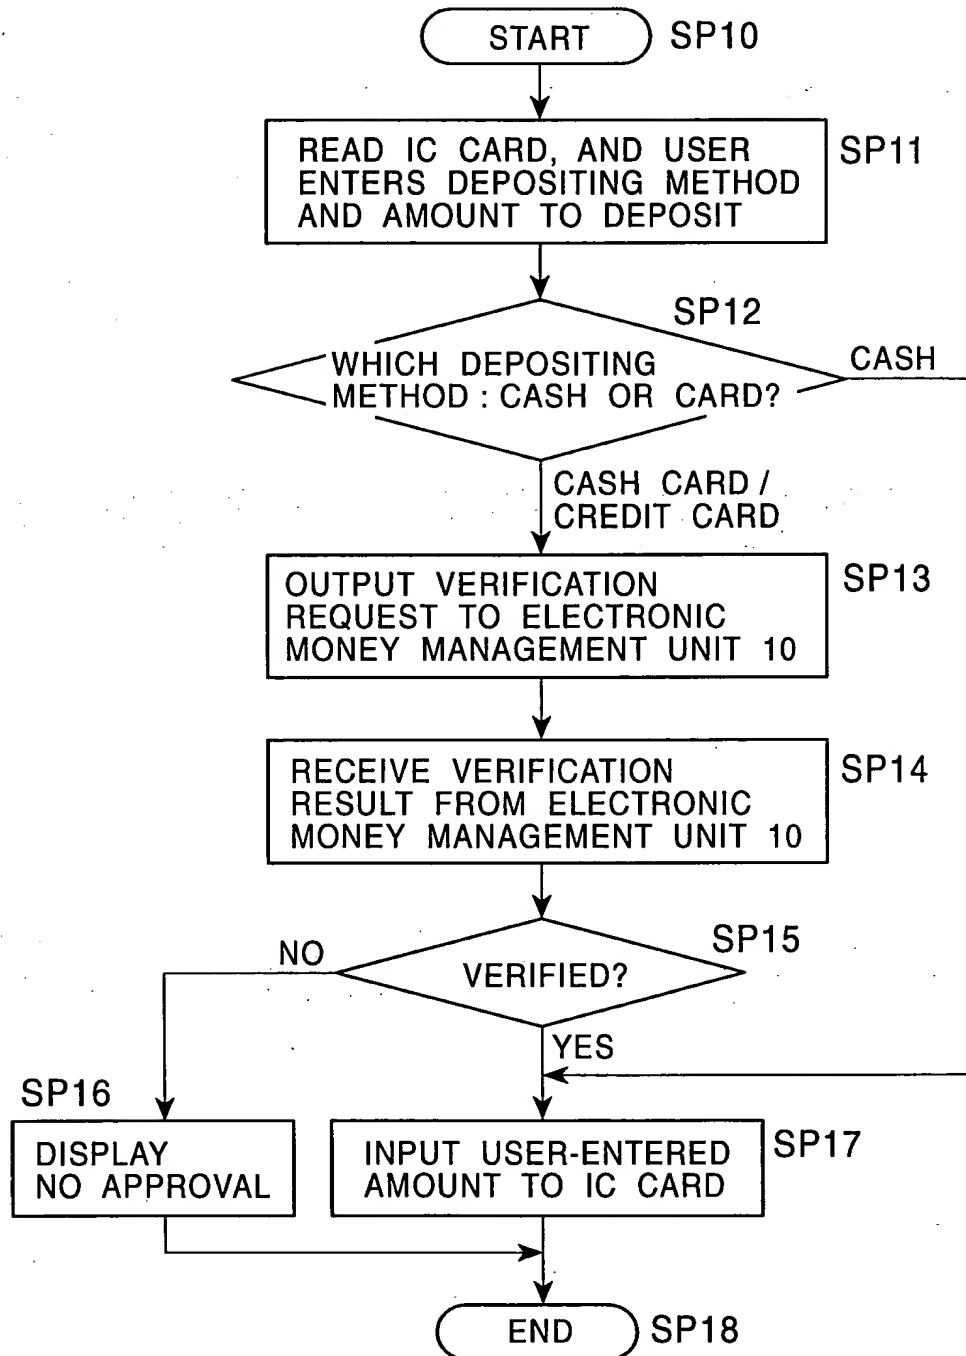 START SP10
READ IC CARD, AND USER
ENTERS DEPOSITING METHOD
AND AMOUNT TO DEPOSIT
SP11
SP12
WHICH DEPOSITING
METHOD : CASH OR CARD?
CASH
CASH CARD /
CREDIT CARD
OUTPUT VERIFICATION
REQUEST TO ELECTRONIC
MONEY MANAGEMENT UNIT 10
SP13
RECEIVE VERIFICATION
RESULT FROM ELECTRONIC
MONEY MANAGEMENT UNIT 10
SP14
NO
VERIFIED?
SP15
YES
SP16
DISPLAY
NO APPROVAL
INPUT USER-ENTERED
AMOUNT TO IC CARD
SP17
END SP18